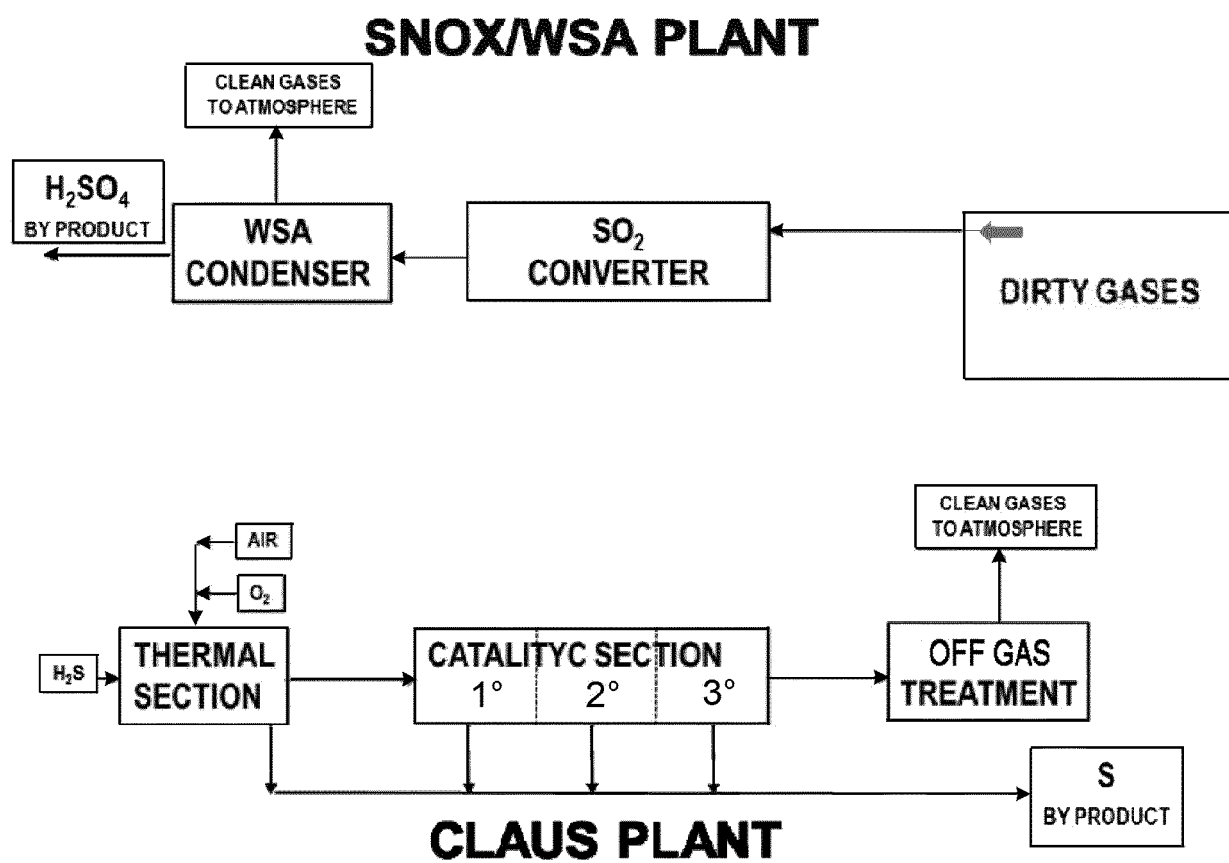 SNOX/WSA PLANT
CLEAN GASES
TO ATMOSPHERE
H₂SO₄
BY PRODUCT
WSA
CONDENSER
SO₂
CONVERTER
DIRTY GASES
CLEAN GASES
TO ATMOSPHERE
AIR
O₂
H₂S
THERMAL
SECTION
CATALITYC SECTION
1° 2° 3°
OFF GAS
TREATMENT
S
BY PRODUCT
CLAUS PLANT